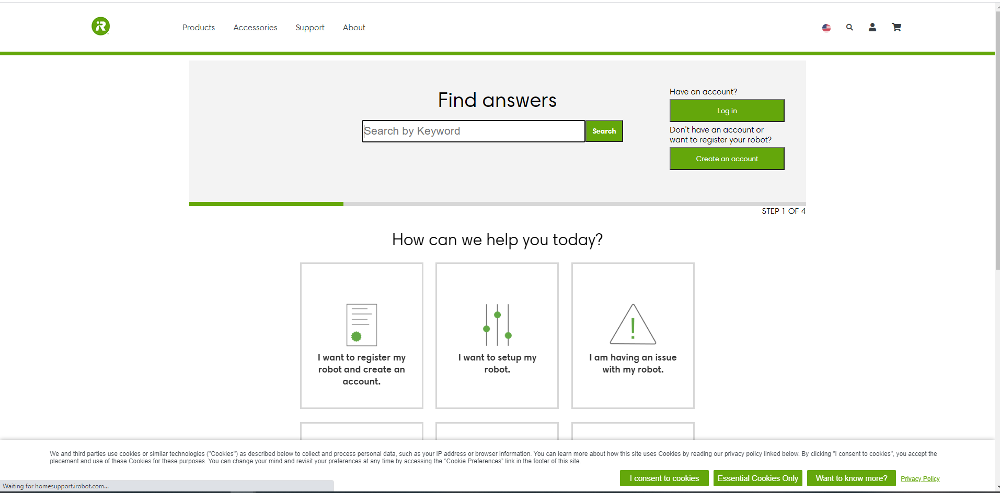 iR
Products
Accessories
Support
About
Find answers
Search by Keyword
Search
Have an account?
Log in
Don't have an account or
want to register your robot?
Create an account
STEP 1 OF 4
How can we help you today?
I want to register my
robot and create an
account.
I want to setup my
robot.
I am having an issue
with my robot.
We and third parties use cookies or similar technologies ("Cookies") as described below to collect and process personal data, such as your IP address or browser information. You can learn more about how this site uses Cookies by reading our privacy policy linked below. By clicking "I consent to cookies", you accept the
placement and use of these Cookies for these purposes. You can change your mind and revisit your preferences at any time by accessing the “Cookie Preferences” link in the footer of this site.
I consent to cookies
Essential Cookies Only
Want to know more?
Privacy Policy
Waiting for homesupport.irobot.com...